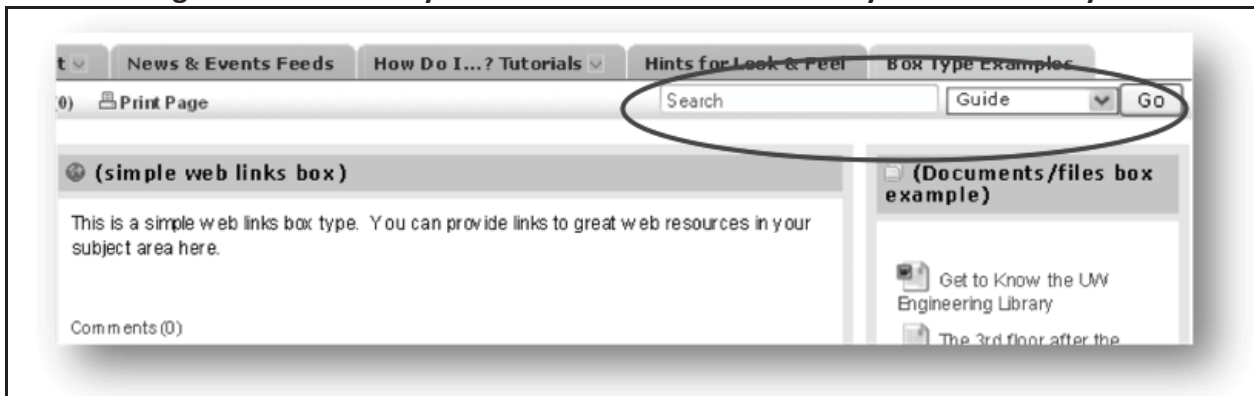 t News & Events Feeds How Do I...? Tutorials Hints for Look & Feel Box Type Examples
(0) Print Page Search Guide Go
(simple web links box)
This is a simple web links box type. You can provide links to great web resources in your
subject area here.
Comments (0)
(Documents/files box
example)
Get to Know the UW
Engineering Library
The 3rd floor after the